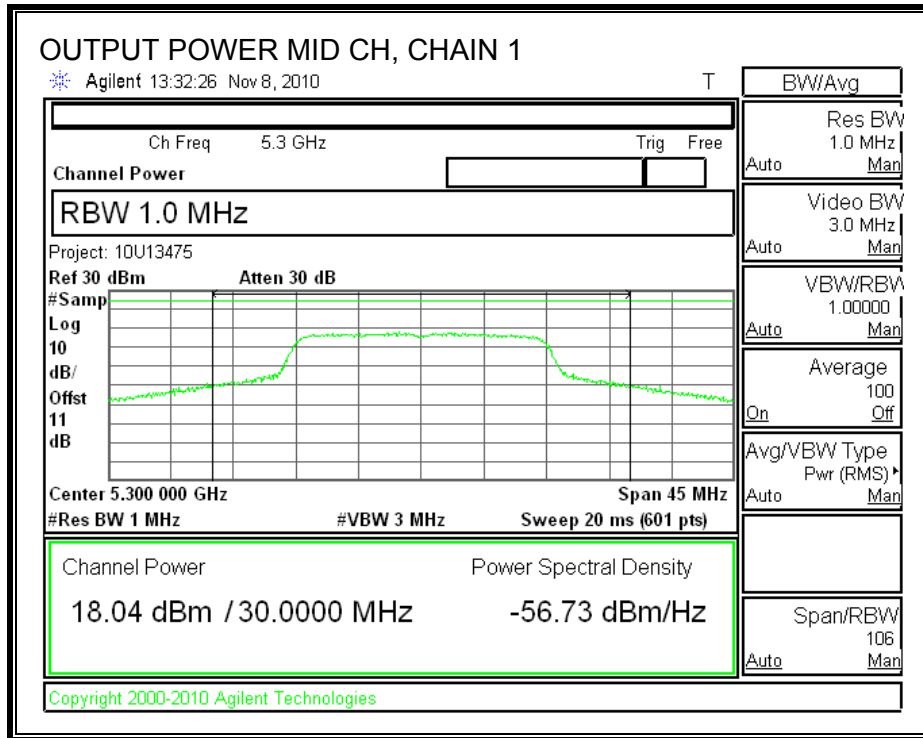 OUTPUT POWER MID CH, CHAIN 1
Agilent 13:32:26 Nov 8, 2010 T
Ch Freq 5.3 GHz Trig Free
Channel Power
RBW 1.0 MHz
Project: 10U13475
Ref 30 dBm Atten 30 dB
#Samp
Log
10
dB/
Offst
11
dB
Center 5.300 000 GHz Span 45 MHz
#Res BW 1 MHz #VBW 3 MHz Sweep 20 ms (601 pts)
Channel Power Power Spectral Density
18.04 dBm / 30.0000 MHz -56.73 dBm/Hz
Copyright 2000-2010 Agilent Technologies
BW/Avg
Res BW
1.0 MHz
Auto Man
Video BW
3.0 MHz
Auto Man
VBW/RBW
1.00000
Auto Man
Average
100
On Off
Avg/VBW Type
Pwr (RMS)
Auto Man
Span/RBW
106
Auto Man